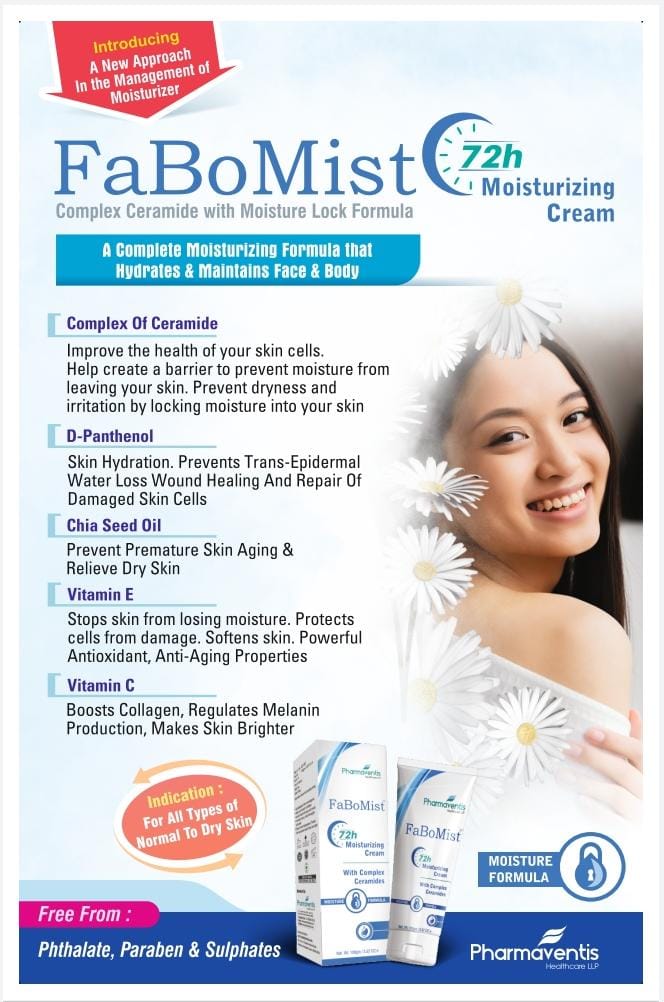 Introducing
A New Approach
In the Management of
Moisturizer
FaBoMist
72h
Moisturizing
Cream
Complex Ceramide with Moisture Lock Formula
A Complete Moisturizing Formula that
Hydrates & Maintains Face & Body
Complex Of Ceramide
Improve the health of your skin cells.
Help create a barrier to prevent moisture from
leaving your skin. Prevent dryness and
irritation by locking moisture into your skin
D-Panthenol
Skin Hydration. Prevents Trans-Epidermal
Water Loss Wound Healing And Repair Of
Damaged Skin Cells
Chia Seed Oil
Prevent Premature Skin Aging &
Relieve Dry Skin
Vitamin E
Stops skin from losing moisture. Protects
cells from damage. Softens skin. Powerful
Antioxidant, Anti-Aging Properties
Vitamin C
Boosts Collagen, Regulates Melanin
Production, Makes Skin Brighter
Indication :
For All Types of
Normal To Dry Skin
Pharmaventis
FaBoMist
72h
Moisturizing
Cream
With Complex
Ceramides
MOISTURE
FORMULA
Pharmaventis
FaBoMist
72h
Moisturizing
Cream
With Complex
Ceramides
MOISTURE
FORMULA
Free From :
Phthalate, Paraben & Sulphates
Pharmaventis
Healthcare LLP